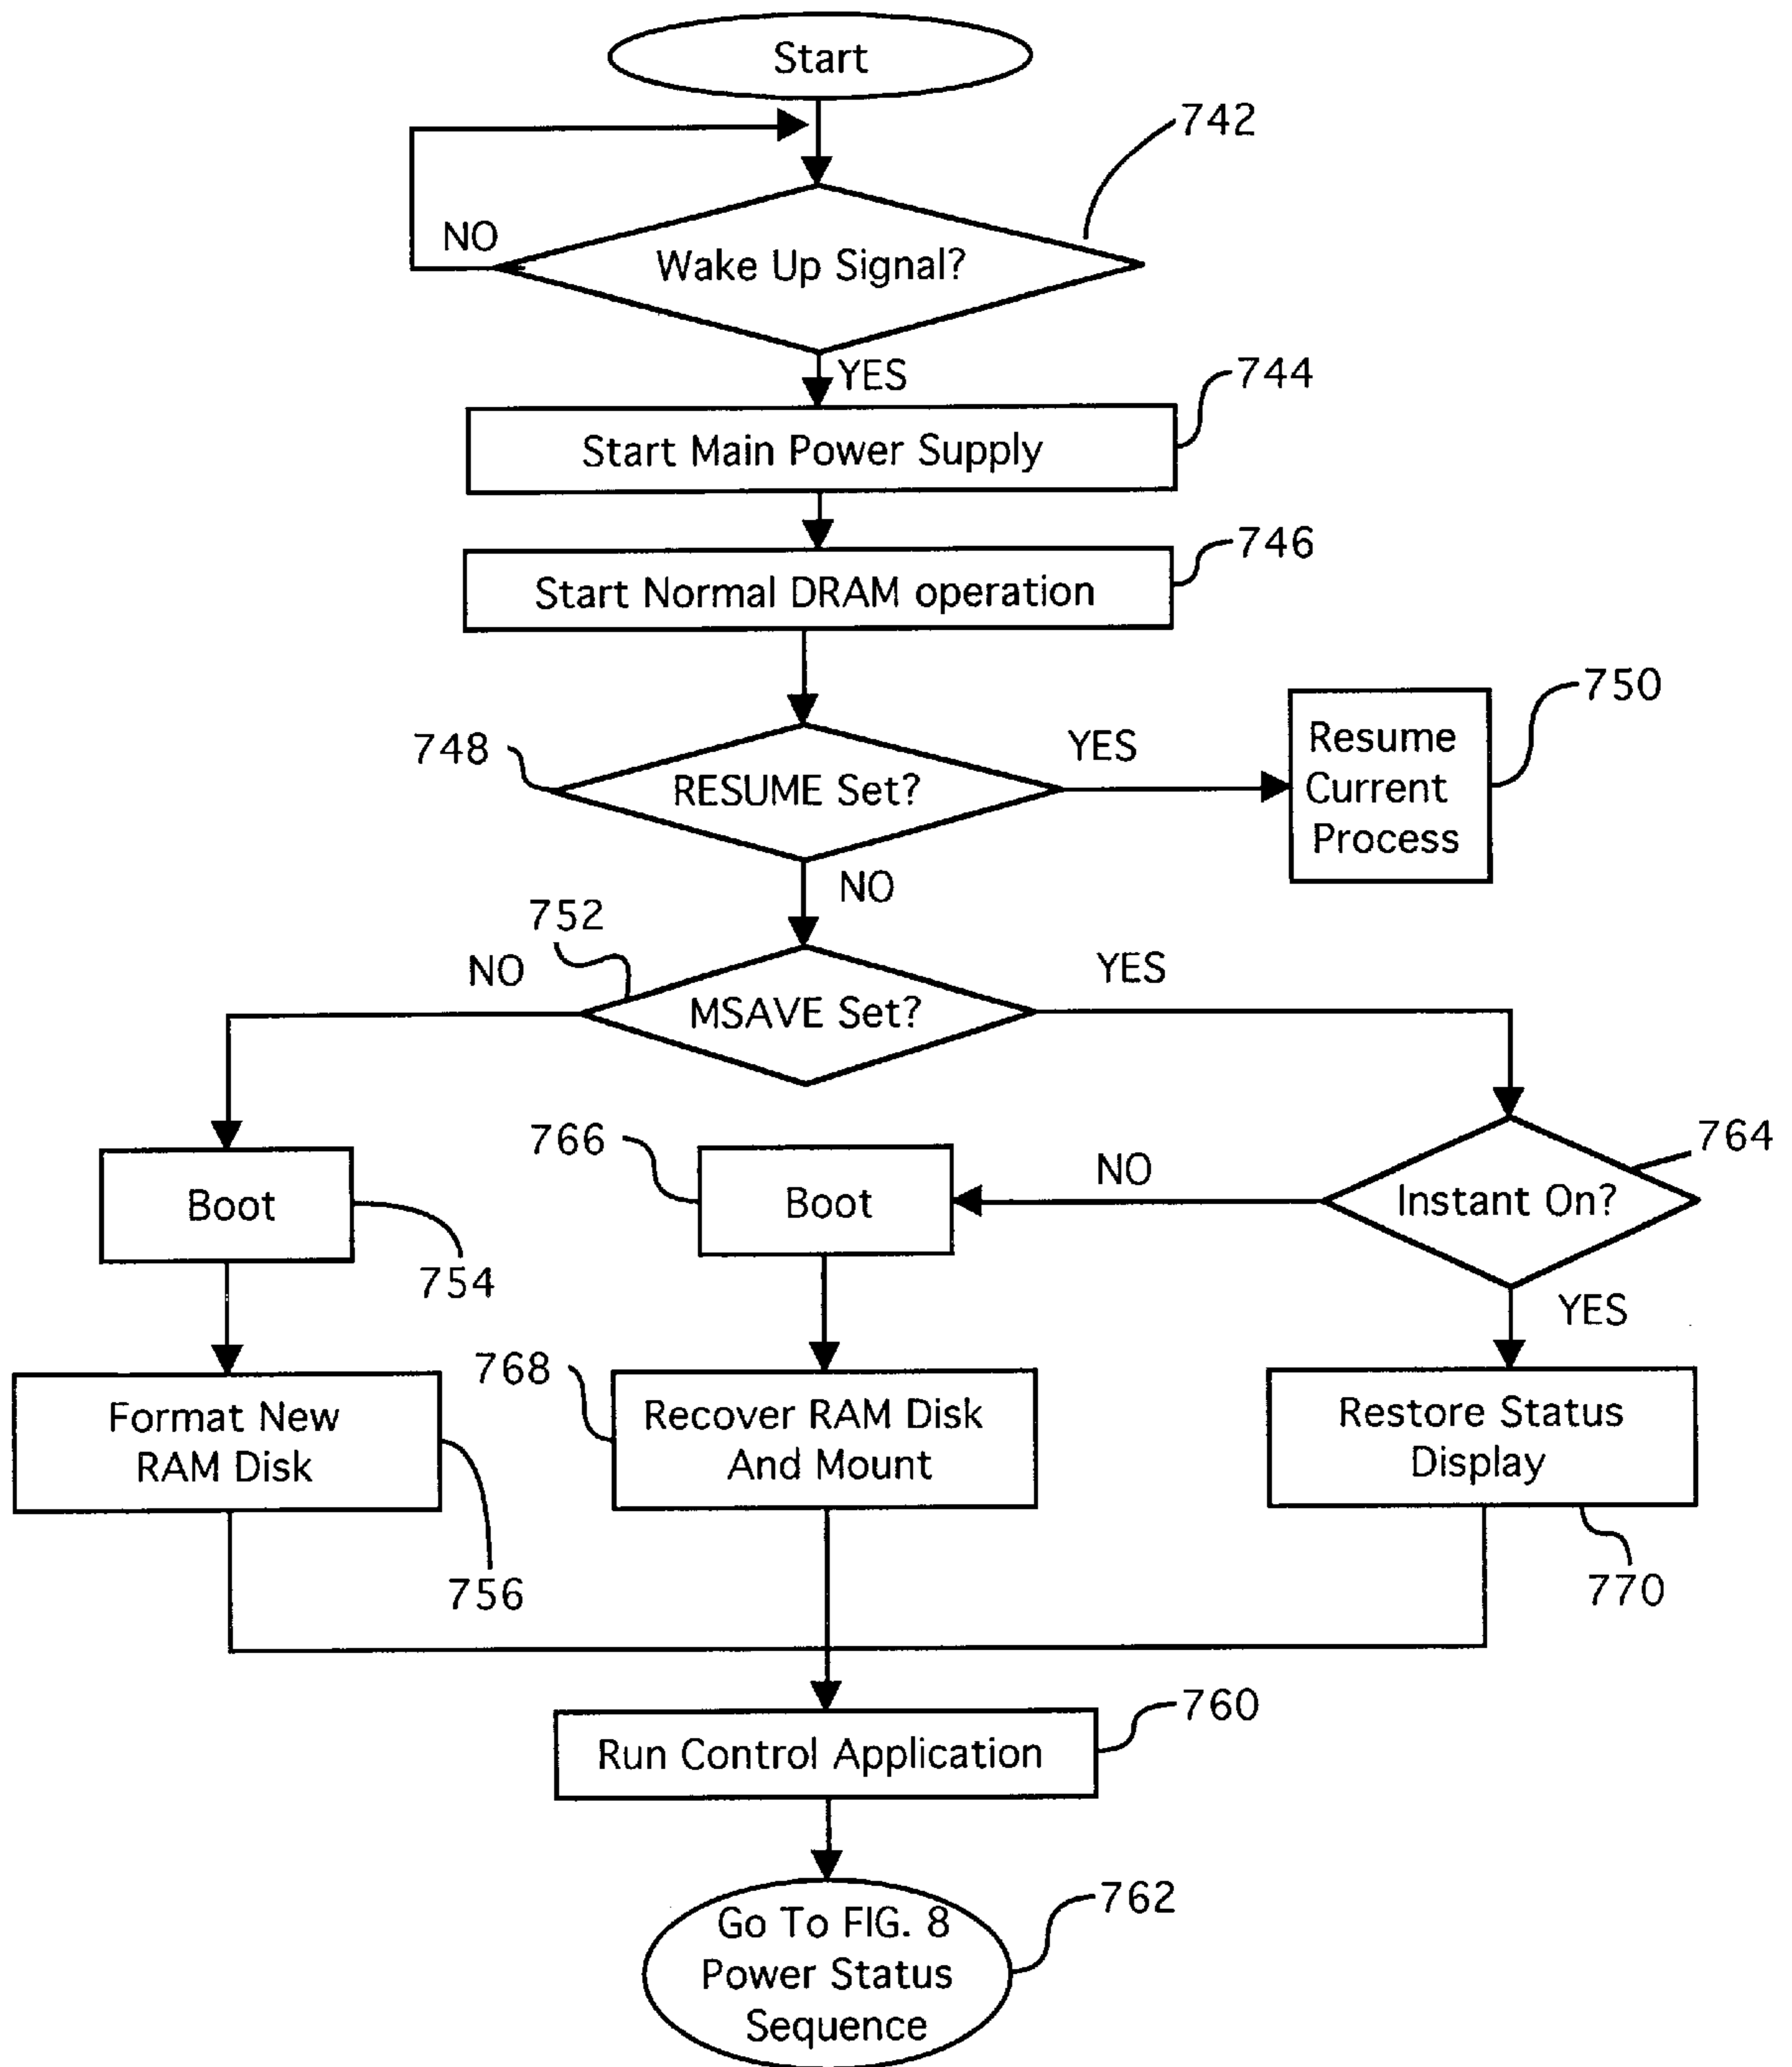 Start
742
NO
Wake Up Signal?
YES
744
Start Main Power Supply
746
Start Normal DRAM operation
750
748
YES
Resume
Current
Process
RESUME Set?
NO
752
NO
YES
MSAVE Set?
766
764
NO
Boot
Boot
Instant On?
754
YES
768
Format New
RAM Disk
Recover RAM Disk
And Mount
Restore Status
Display
756
770
760
Run Control Application
762
Go To FIG. 8
Power Status
Sequence